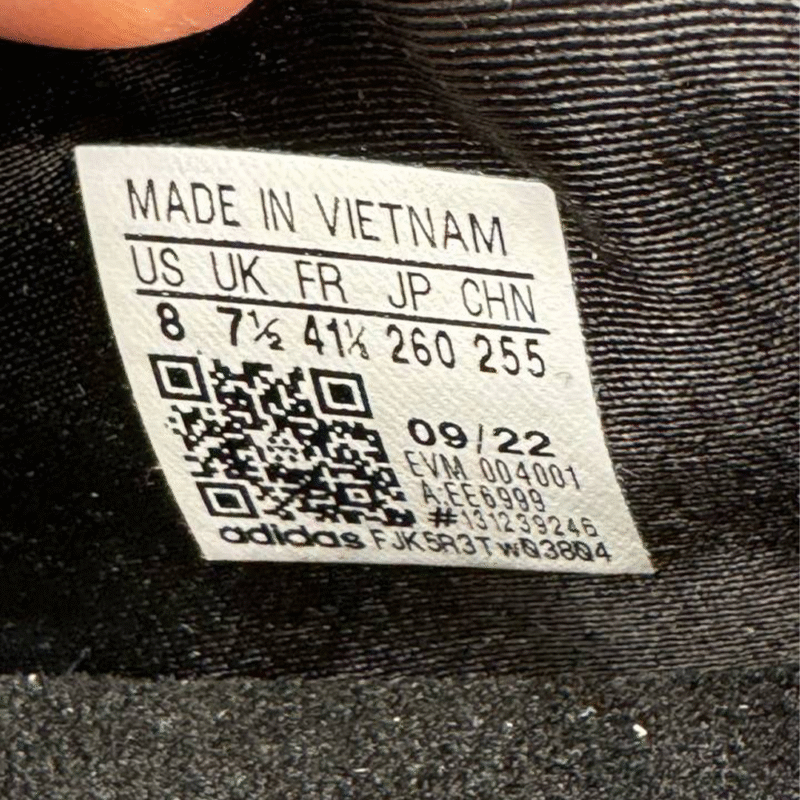 MADE IN VIETNAM
US UK FR JP CHN
8 7½ 41⅓ 260 255
09/22
EVM 004001
A:EE6999
#131239246
adidas FJK5R3TwQ38Q4